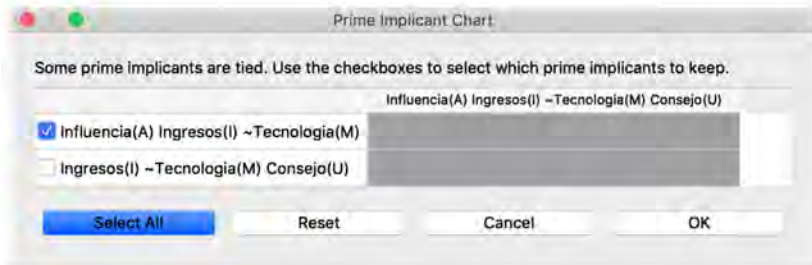 Prime Implicant Chart
Some prime implicants are tied. Use the checkboxes to select which prime implicants to keep.
Influencia(A) Ingresos(I) ~Tecnologia(M) Consejo(U)
Influencia(A) Ingresos(I) ~Tecnologia(M)
Ingresos(I) ~Tecnologia(M) Consejo(U)
Select All Reset Cancel OK